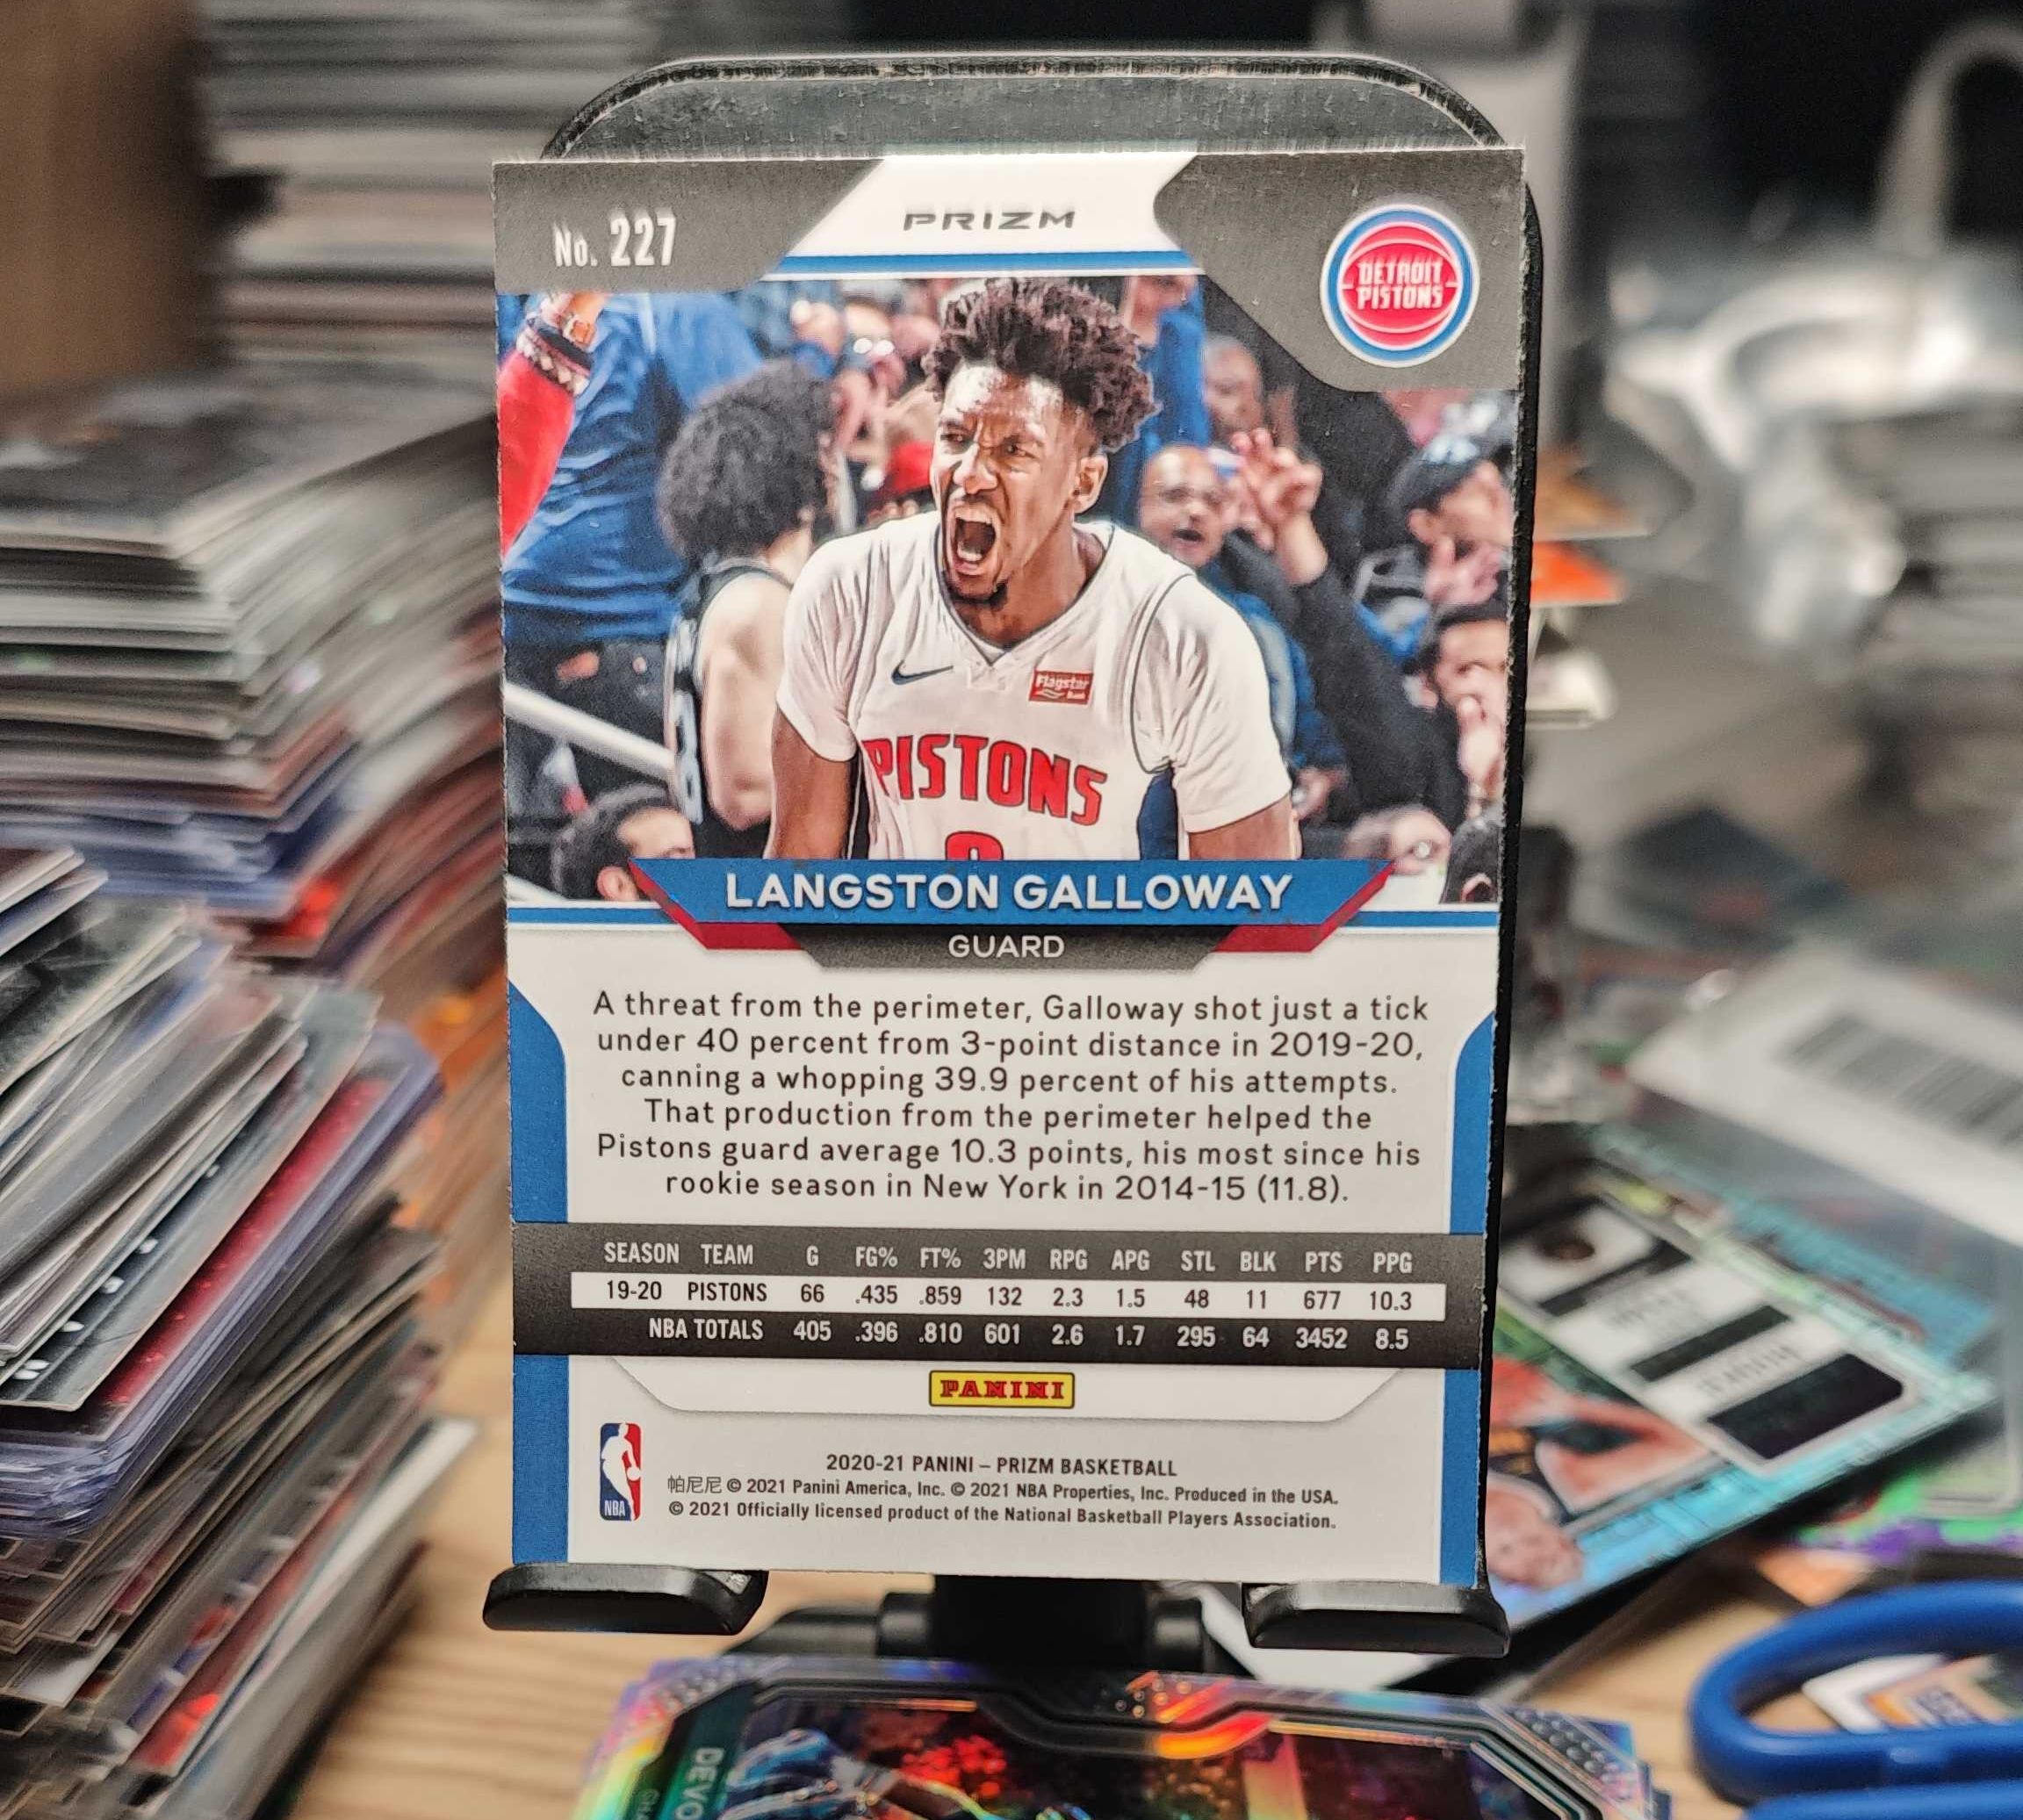 No. 227
PRIZM
DETROIT
PISTONS
Flagstar
Bank
PISTONS
LANGSTON GALLOWAY
GUARD
A threat from the perimeter, Galloway shot just a tick
under 40 percent from 3-point distance in 2019-20,
canning a whopping 39.9 percent of his attempts.
That production from the perimeter helped the
Pistons guard average 10.3 points, his most since his
rookie season in New York in 2014-15 (11.8).
SEASON TEAM G FG% FT% 3PM RPG APG STL BLK PTS PPG
19-20 PISTONS 66 .435 .859 132 2.3 1.5 48 11 677 10.3
NBA TOTALS 405 .396 .810 601 2.6 1.7 295 64 3452 8.5
PANINI
NBA
2020-21 PANINI – PRIZM BASKETBALL
帕尼尼 © 2021 Panini America, Inc. © 2021 NBA Properties, Inc. Produced in the USA.
© 2021 Officially licensed product of the National Basketball Players Association.